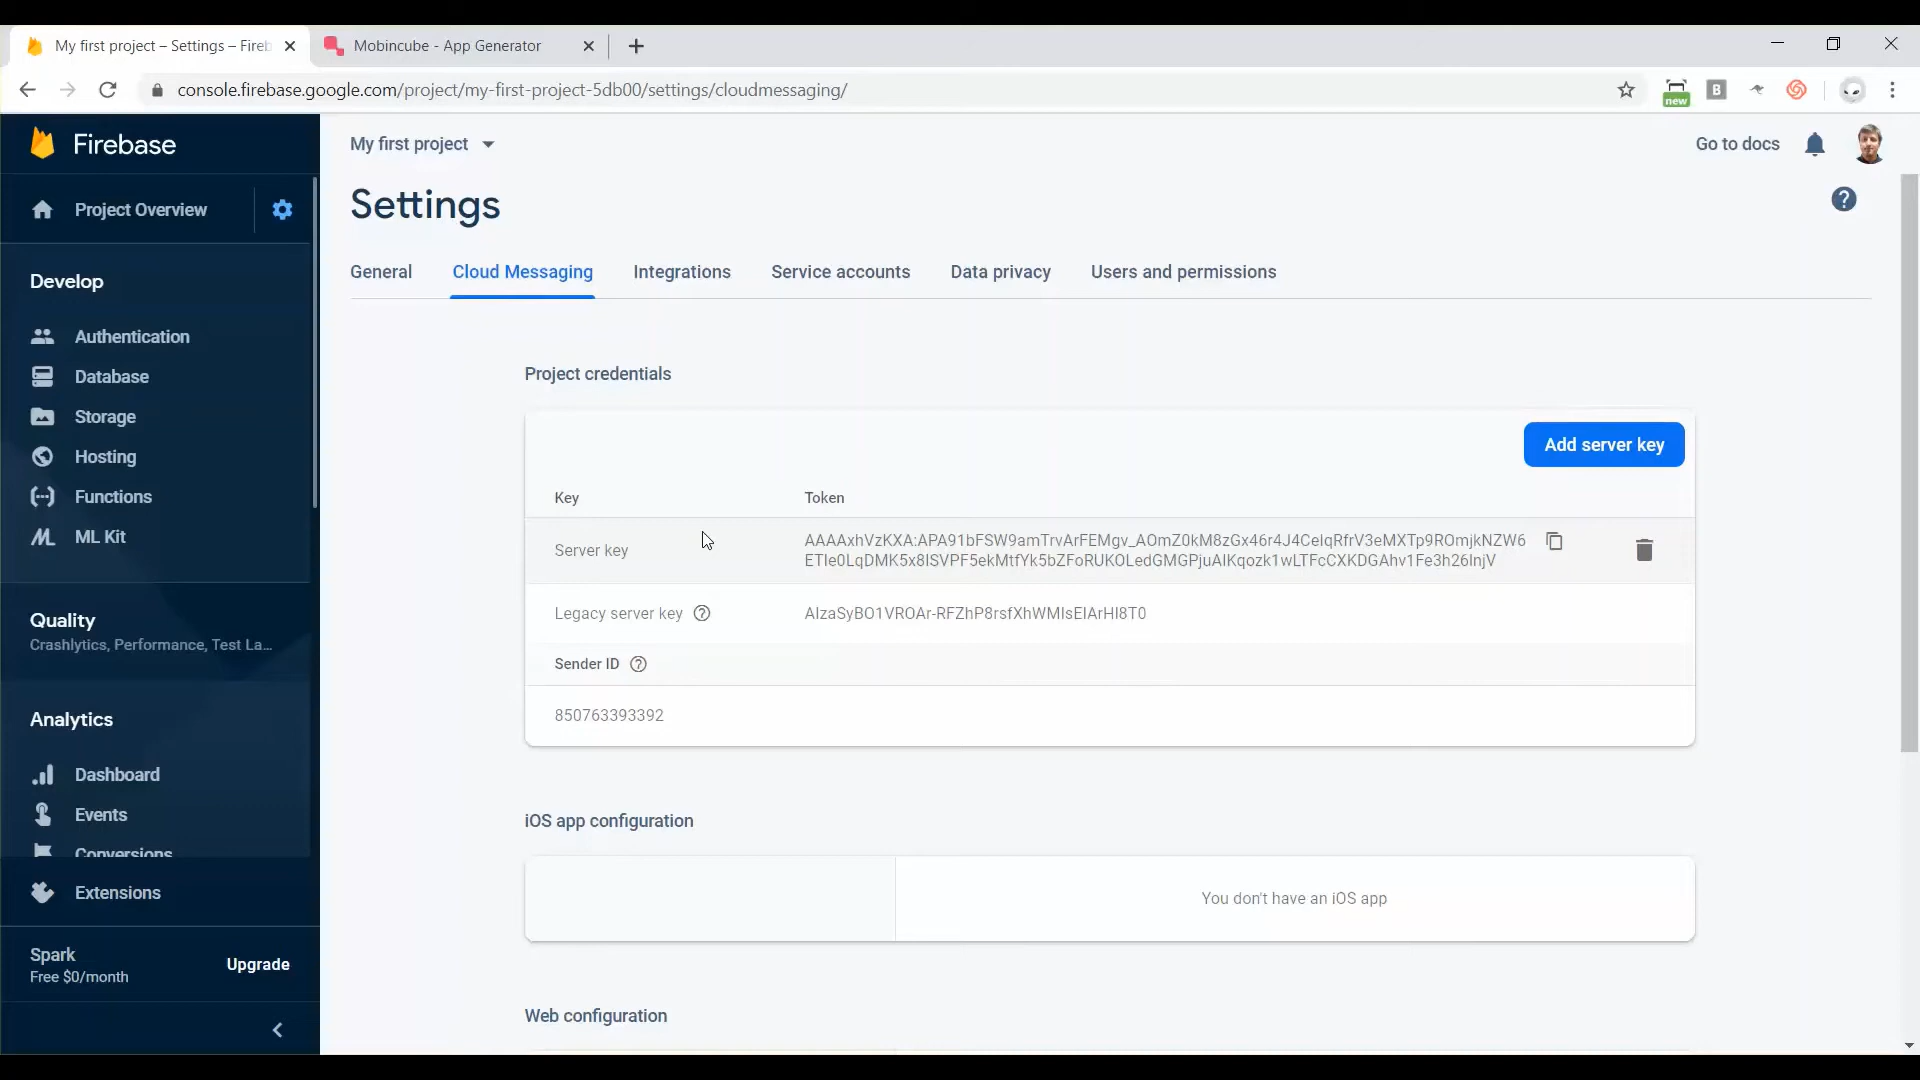 My first project – Settings – Fireb
Mobincube - App Generator
console.firebase.google.com/project/my-first-project-5db00/settings/cloudmessaging/
new
B
Firebase
My first project
Go to docs
Project Overview
Settings
General
Cloud Messaging
Integrations
Service accounts
Data privacy
Users and permissions
Develop
Authentication
Database
Storage
Hosting
Functions
ML Kit
Quality
Crashlytics, Performance, Test La...
Analytics
Dashboard
Events
Conversions
Extensions
Spark
Free $0/month
Upgrade
Project credentials
Add server key
Key
Token
Server key
AAAAxhVzKXA:APA91bFSW9amTrvArFEMgv_AOmZ0kM8zGx46r4J4CelqRfrV3eMXTp9ROmjkNZW6
ETIe0LqDMK5x8ISVPF5ekMtfYk5bZFoRUKOLedGMGPjuAIKqozk1wLTFcCXKDGAhv1Fe3h26InjV
Legacy server key
AIzaSyBO1VROAr-RFZhP8rsfXhWMIsEIArHI8T0
Sender ID
850763393392
iOS app configuration
You don't have an iOS app
Web configuration